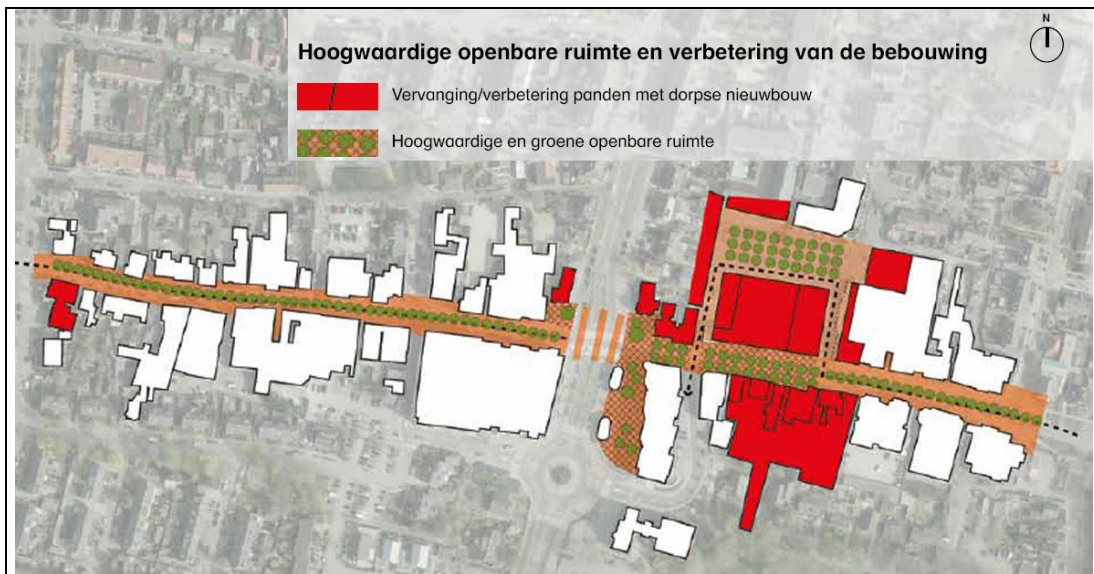 N
Hoogwaardige openbare ruimte en verbetering van de bebouwing
Vervanging/verbetering panden met dorpse nieuwbouw
Hoogwaardige en groene openbare ruimte